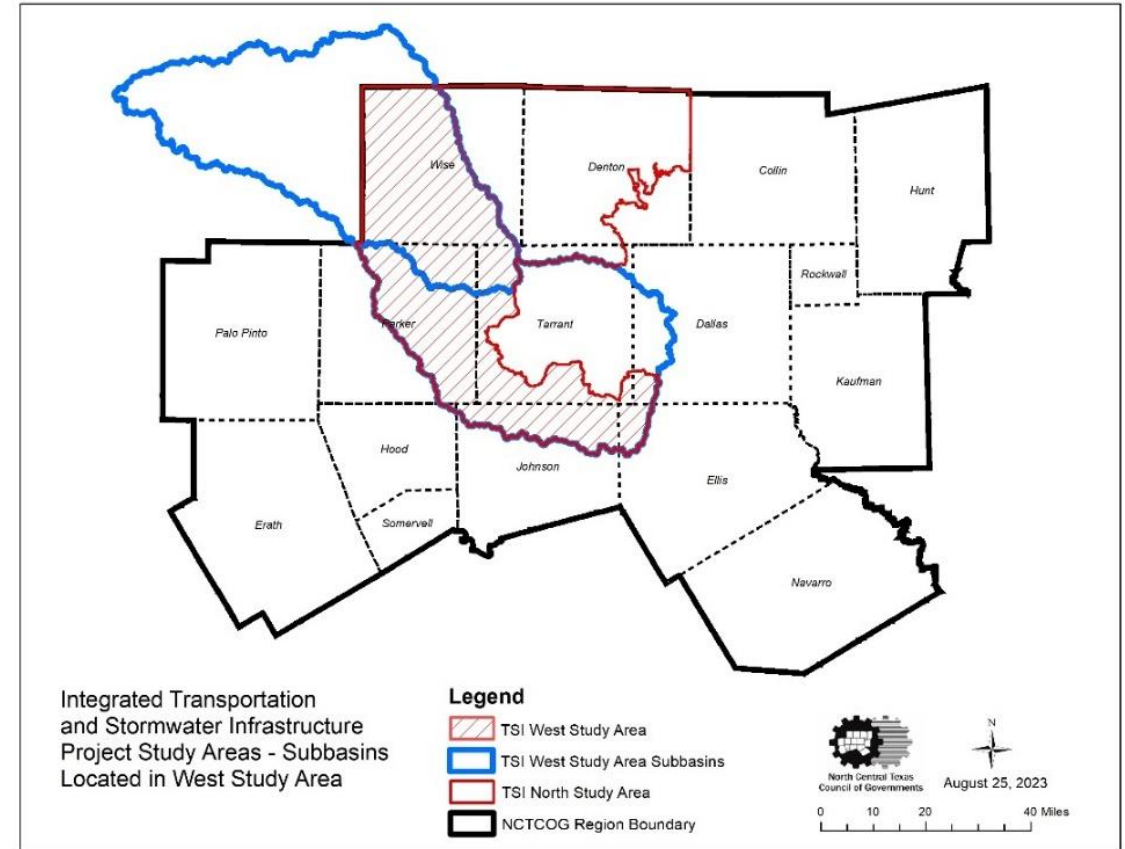 Wise
Denton
Collin
Hunt
Rockwall
Palo Pinto
Parker
Tarrant
Dallas
Kaufman
Hood
Johnson
Ellis
Erath
Somervell
Navarro
Integrated Transportation
and Stormwater Infrastructure
Project Study Areas - Subbasins
Located in West Study Area
Legend
TSI West Study Area
TSI West Study Area Subbasins
TSI North Study Area
NCTCOG Region Boundary
North Central Texas
Council of Governments
N
August 25, 2023
0 10 20 40 Miles